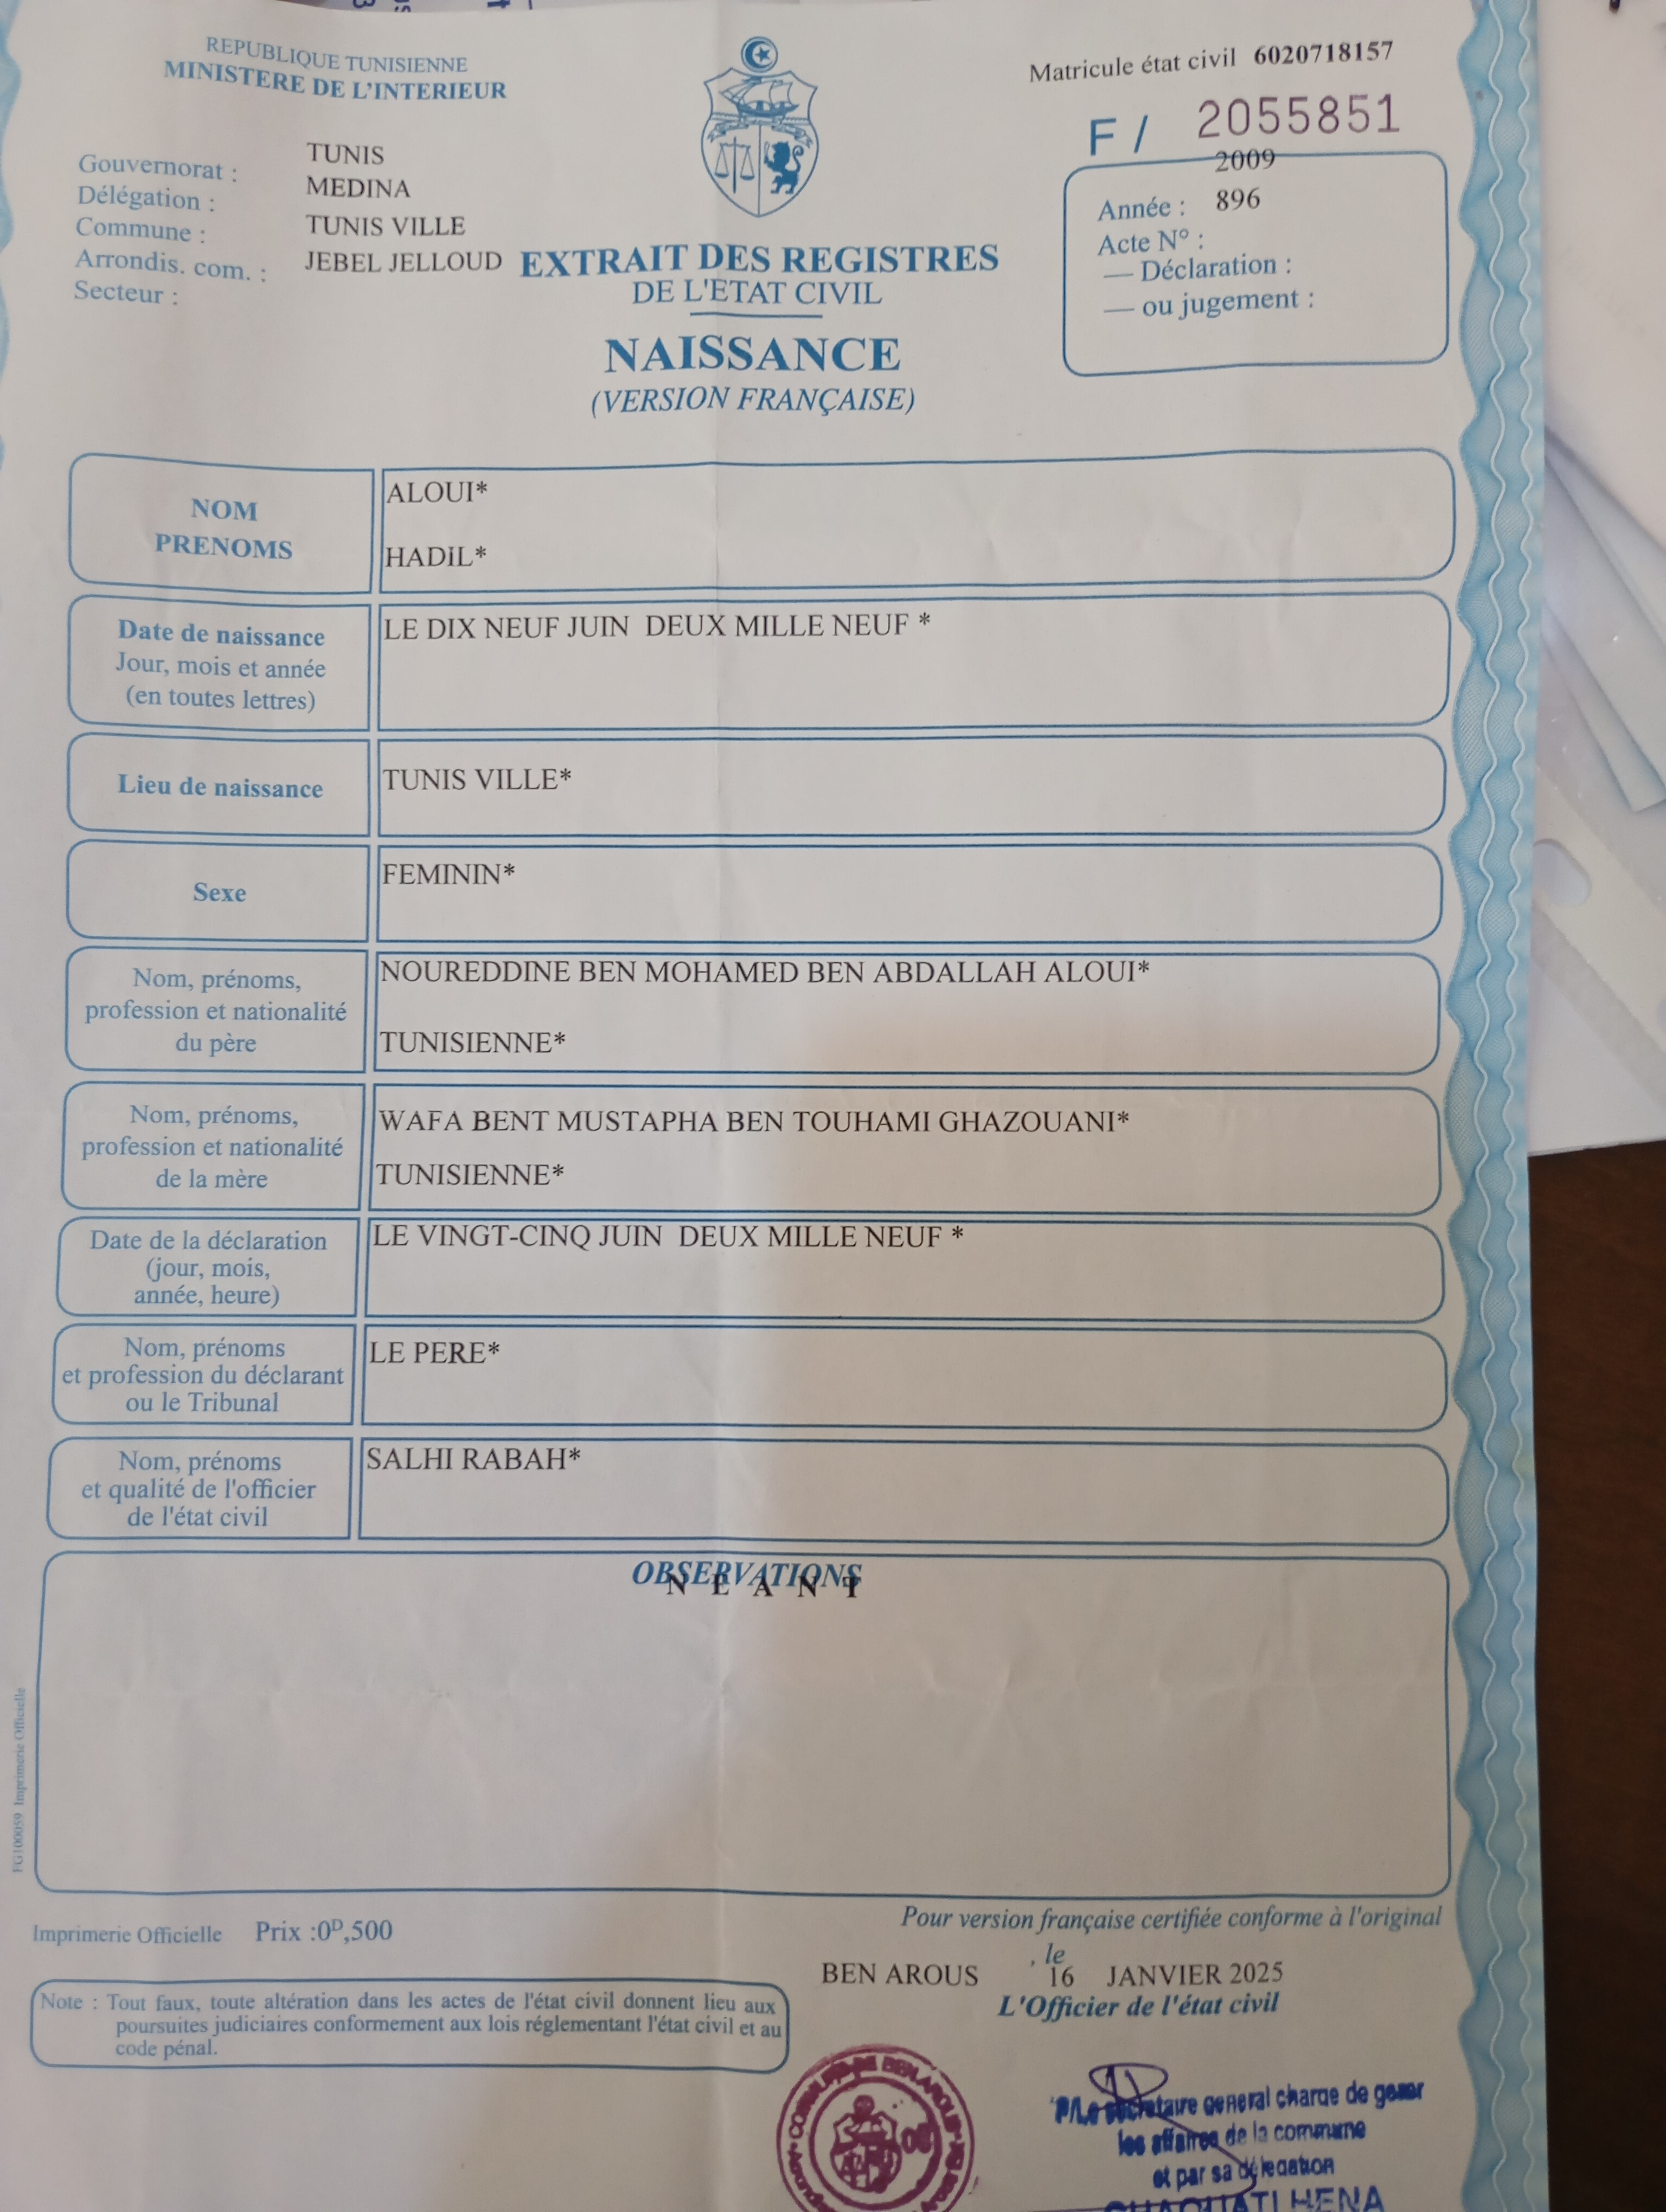 REPUBLIQUE TUNISIENNE
MINISTERE DE L'INTERIEUR
Matricule état civil 6020718157
F / 2055851
Gouvernorat : TUNIS
Délégation : MEDINA
Commune : TUNIS VILLE
Arrondis. com. : JEBEL JELLOUD
Secteur :
2009
Année : 896
Acte N° :
— Déclaration :
— ou jugement :
EXTRAIT DES REGISTRES
DE L'ETAT CIVIL
NAISSANCE
(VERSION FRANÇAISE)
NOM
PRENOMS
ALOUI*
HADIL*
Date de naissance
Jour, mois et année
(en toutes lettres)
LE DIX NEUF JUIN DEUX MILLE NEUF *
Lieu de naissance
TUNIS VILLE*
Sexe
FEMININ*
Nom, prénoms,
profession et nationalité
du père
NOUREDDINE BEN MOHAMED BEN ABDALLAH ALOUI*
TUNISIENNE*
Nom, prénoms,
profession et nationalité
de la mère
WAFA BENT MUSTAPHA BEN TOUHAMI GHAZOUANI*
TUNISIENNE*
Date de la déclaration
(jour, mois,
année, heure)
LE VINGT-CINQ JUIN DEUX MILLE NEUF *
Nom, prénoms
et profession du déclarant
ou le Tribunal
LE PERE*
Nom, prénoms
et qualité de l'officier
de l'état civil
SALHI RABAH*
OBSERVATIONS
N E A N T
FG100059 Imprimerie Officielle
Imprimerie Officielle Prix :0D,500
Pour version française certifiée conforme à l'original
, le
BEN AROUS 16 JANVIER 2025
L'Officier de l'état civil
Note : Tout faux, toute altération dans les actes de l'état civil donnent lieu aux
poursuites judiciaires conformement aux lois réglementant l'état civil et au
code pénal.
P/Le secretaire general charge de gerer
les affaires de la commune
et par sa délegation
HENA